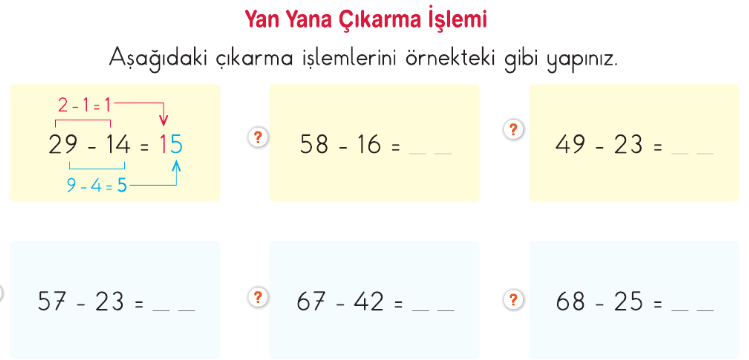 Yan Yana Çıkarma İşlemi
Aşağıdaki çıkarma işlemlerini örnekteki gibi yapınız.
2 - 1 = 1
29 - 14 = 15
9 - 4 = 5
? 58 - 16 = _ _
? 49 - 23 = _ _
57 - 23 = _ _
? 67 - 42 = _ _
? 68 - 25 = _ _